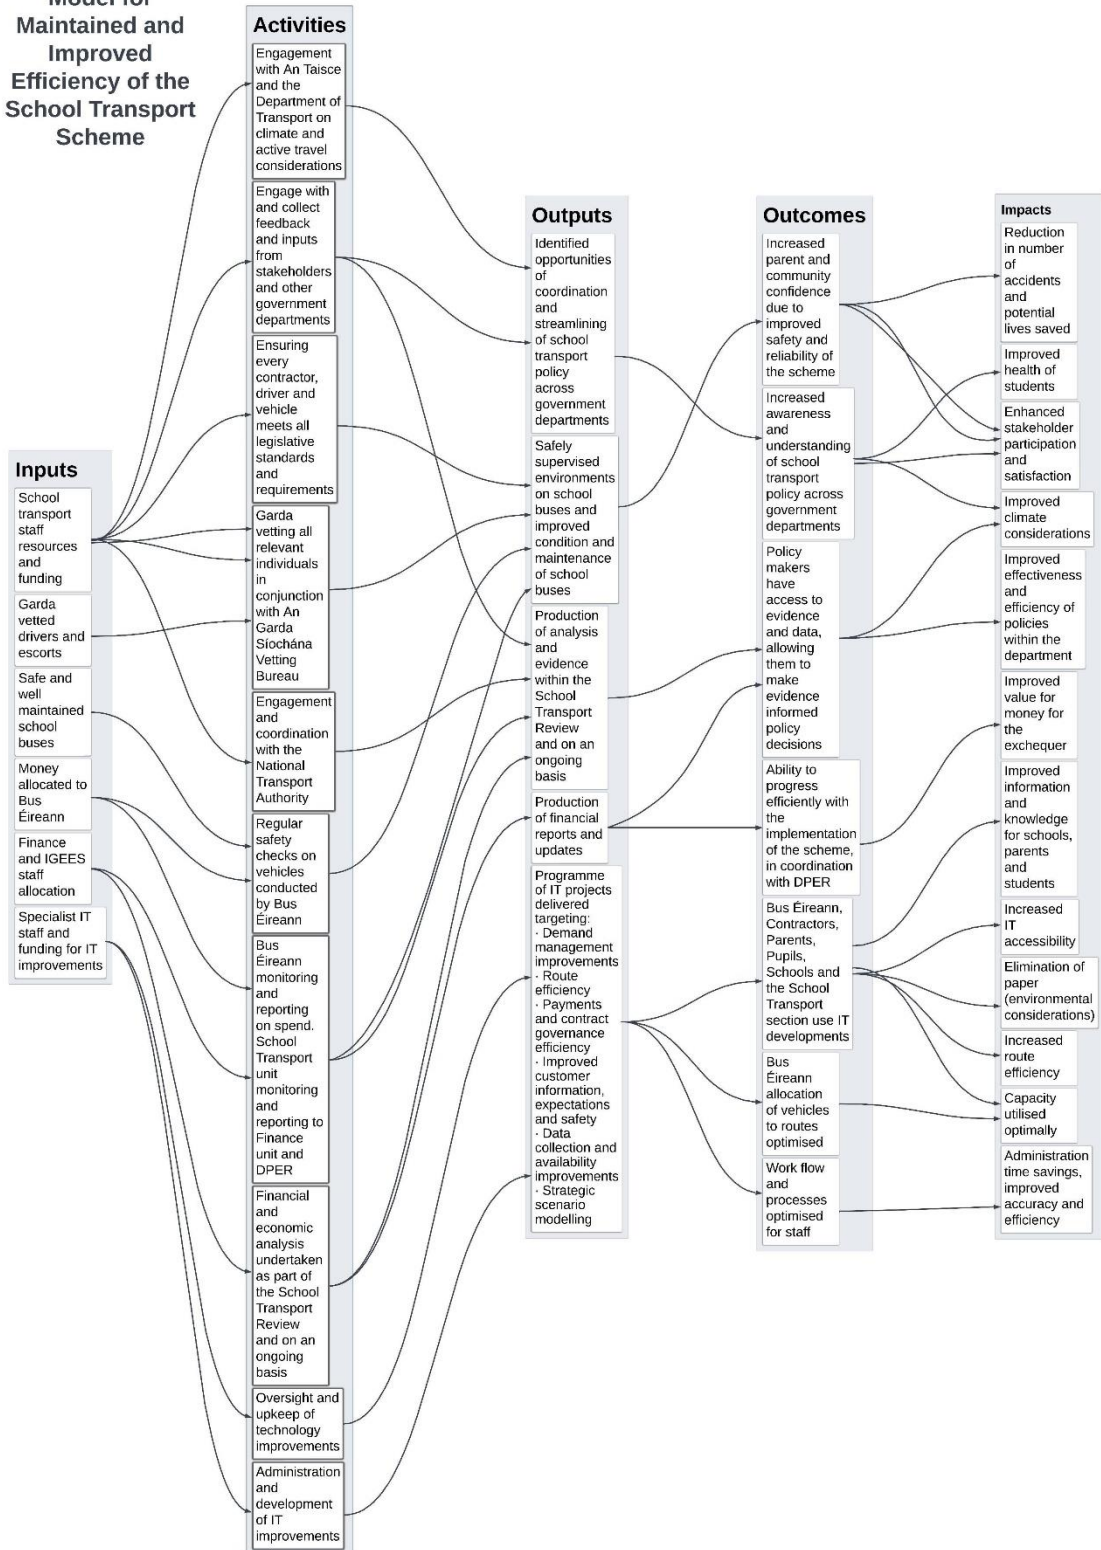 Model for
Maintained and
Improved
Efficiency of the
School Transport
Scheme
Inputs
School
transport
staff
resources
and
funding
Garda
vetted
drivers and
escorts
Safe and
well
maintained
school
buses
Money
allocated to
Bus
Éireann
Finance
and IGEES
staff
allocation
Specialist IT
staff and
funding for IT
improvements
Activities
Engagement
with An Taisce
and the
Department of
Transport on
climate and
active travel
considerations
Engage with
and collect
feedback
and inputs
from
stakeholders
and other
government
departments
Ensuring
every
contractor,
driver and
vehicle
meets all
legislative
standards
and
requirements
Garda
vetting all
relevant
individuals
in
conjunction
with An
Garda
Síochána
Vetting
Bureau
Engagement
and
coordination
with the
National
Transport
Authority
Regular
safety
checks on
vehicles
conducted
by Bus
Éireann
Bus
Éireann
monitoring
and
reporting
on spend.
School
Transport
unit
monitoring
and
reporting to
Finance
unit and
DPER
Financial
and
economic
analysis
undertaken
as part of
the School
Transport
Review
and on an
ongoing
basis
Oversight and
upkeep of
technology
improvements
Administration
and
development
of IT
improvements
Outputs
Identified
opportunities
of
coordination
and
streamlining
of school
transport
policy
across
government
departments
Safely
supervised
environments
on school
buses and
improved
condition and
maintenance
of school
buses
Production
of analysis
and
evidence
within the
School
Transport
Review
and on an
ongoing
basis
Production
of financial
reports and
updates
Programme
of IT projects
delivered
targeting:
· Demand
management
improvements
· Route
efficiency
· Payments
and contract
governance
efficiency
· Improved
customer
information,
expectations
and safety
· Data
collection and
availability
improvements
· Strategic
scenario
modelling
Outcomes
Increased
parent and
community
confidence
due to
improved
safety and
reliability of
the scheme
Increased
awareness
and
understanding
of school
transport
policy across
government
departments
Policy
makers
have
access to
evidence
and data,
allowing
them to
make
evidence
informed
policy
decisions
Ability to
progress
efficiently with
the
implementation
of the scheme,
in coordination
with DPER
Bus Éireann,
Contractors,
Parents,
Pupils,
Schools and
the School
Transport
section use IT
developments
Bus
Éireann
allocation
of vehicles
to routes
optimised
Work flow
and
processes
optimised
for staff
Impacts
Reduction
in number
of
accidents
and
potential
lives saved
Improved
health of
students
Enhanced
stakeholder
participation
and
satisfaction
Improved
climate
considerations
Improved
effectiveness
and
efficiency of
policies
within the
department
Improved
value for
money for
the
exchequer
Improved
information
and
knowledge
for schools,
parents
and
students
Increased
IT
accessibility
Elimination of
paper
(environmental
considerations)
Increased
route
efficiency
Capacity
utilised
optimally
Administration
time savings,
improved
accuracy and
efficiency